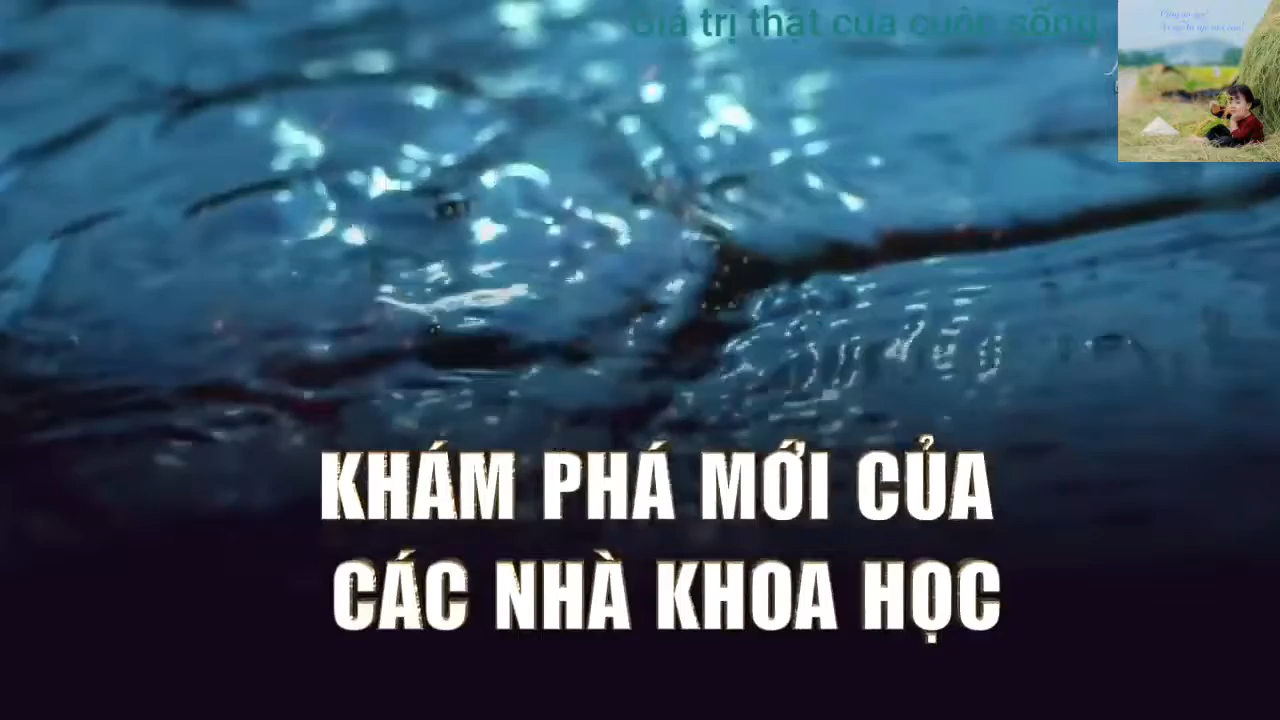 Giá trị thật của cuộc sống
KHÁM PHÁ MỚI CỦA
CÁC NHÀ KHOA HỌC